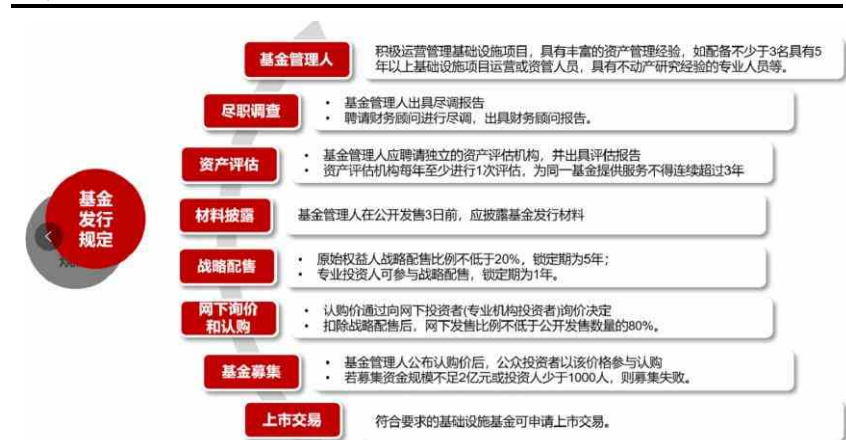 基金管理人
积极运营管理基础设施项目，具有丰富的资产管理经验，如配备不少于3名具有5
年以上基础设施项目运营或资管人员，具有不动产研究经验的专业人员等。
尽职调查
• 基金管理人出具尽调报告
• 聘请财务顾问进行尽调，出具财务顾问报告。
资产评估
• 基金管理人应聘请独立的资产评估机构，并出具评估报告
• 资产评估机构每年至少进行1次评估，为同一基金提供服务不得连续超过3年
基金
发行
规定
材料披露
基金管理人在公开发售3日前，应披露基金发行材料
战略配售
• 原始权益人战略配售比例不低于20%，锁定期为5年；
• 专业投资人可参与战略配售，锁定期为1年。
网下询价
和认购
• 认购价通过向网下投资者(专业机构投资者)询价决定
• 扣除战略配售后，网下发售比例不低于公开发售数量的80%。
基金募集
• 基金管理人公布认购价后，公众投资者以该价格参与认购
• 若募集资金规模不足2亿元或投资人少于1000人，则募集失败。
上市交易
符合要求的基础设施基金可申请上市交易。